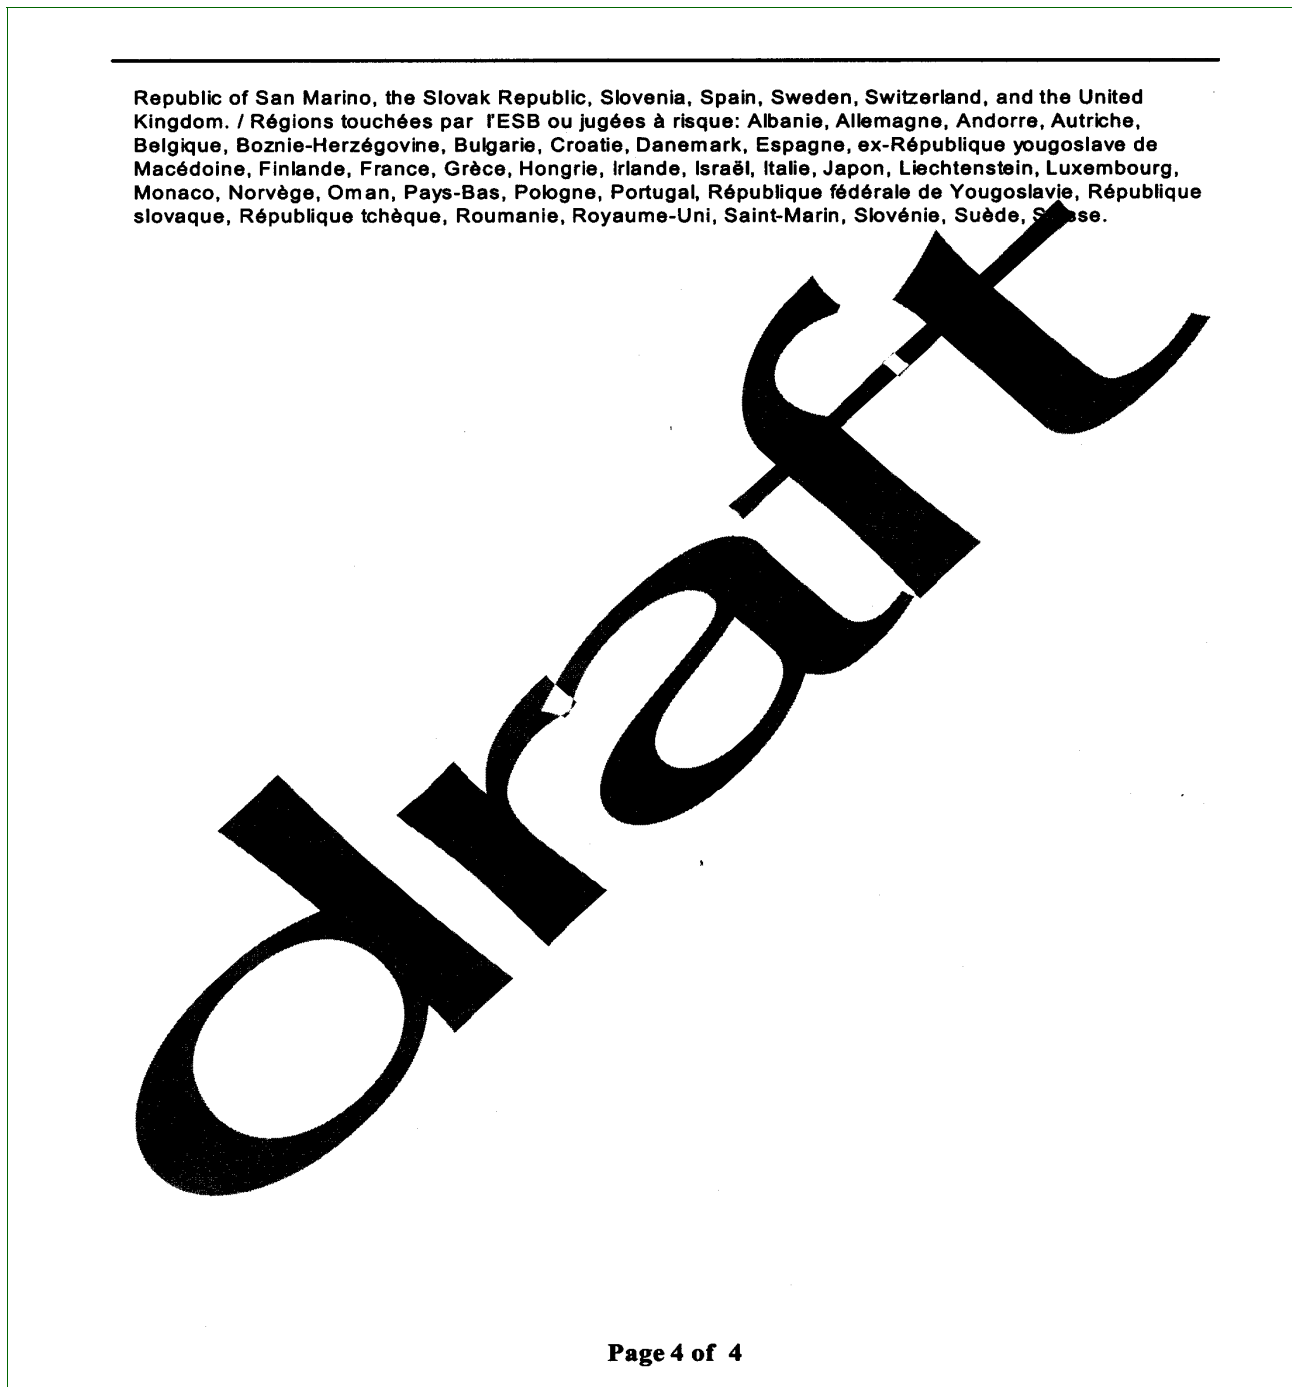 Republic of San Marino, the Slovak Republic, Slovenia, Spain, Sweden, Switzerland, and the United
Kingdom. / Régions touchées par l'ESB ou jugées à risque: Albanie, Allemagne, Andorre, Autriche,
Belgique, Boznie-Herzégovine, Bulgarie, Croatie, Danemark, Espagne, ex-République yougoslave de
Macédoine, Finlande, France, Grèce, Hongrie, Irlande, Israël, Italie, Japon, Liechtenstein, Luxembourg,
Monaco, Norvège, Oman, Pays-Bas, Pologne, Portugal, République fédérale de Yougoslavie, République
slovaque, République tchèque, Roumanie, Royaume-Uni, Saint-Marin, Slovénie, Suède, Suisse.
draft
Page 4 of 4